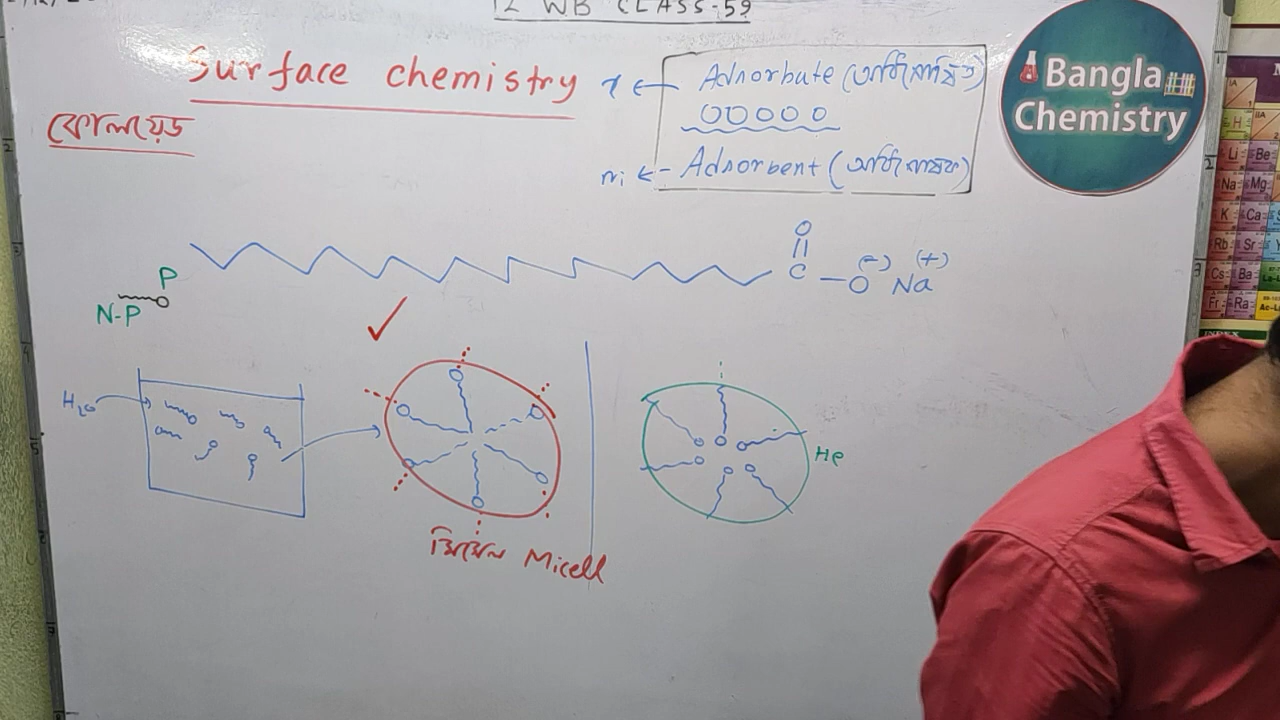 12 WB CLASS-59
Surface chemistry
কোলয়েড
x ← Adsorbate (অধিশোষিত)
m ← Adsorbent (অধিশোষক)
Bangla
Chemistry
O
C - O (-) Na (+)
P
N-P
H₂O
মিসেল Micell
He
H
Li Be
Na Mg
K Ca
Rb Sr Y
Cs Ba
Fr Ra
INDEX